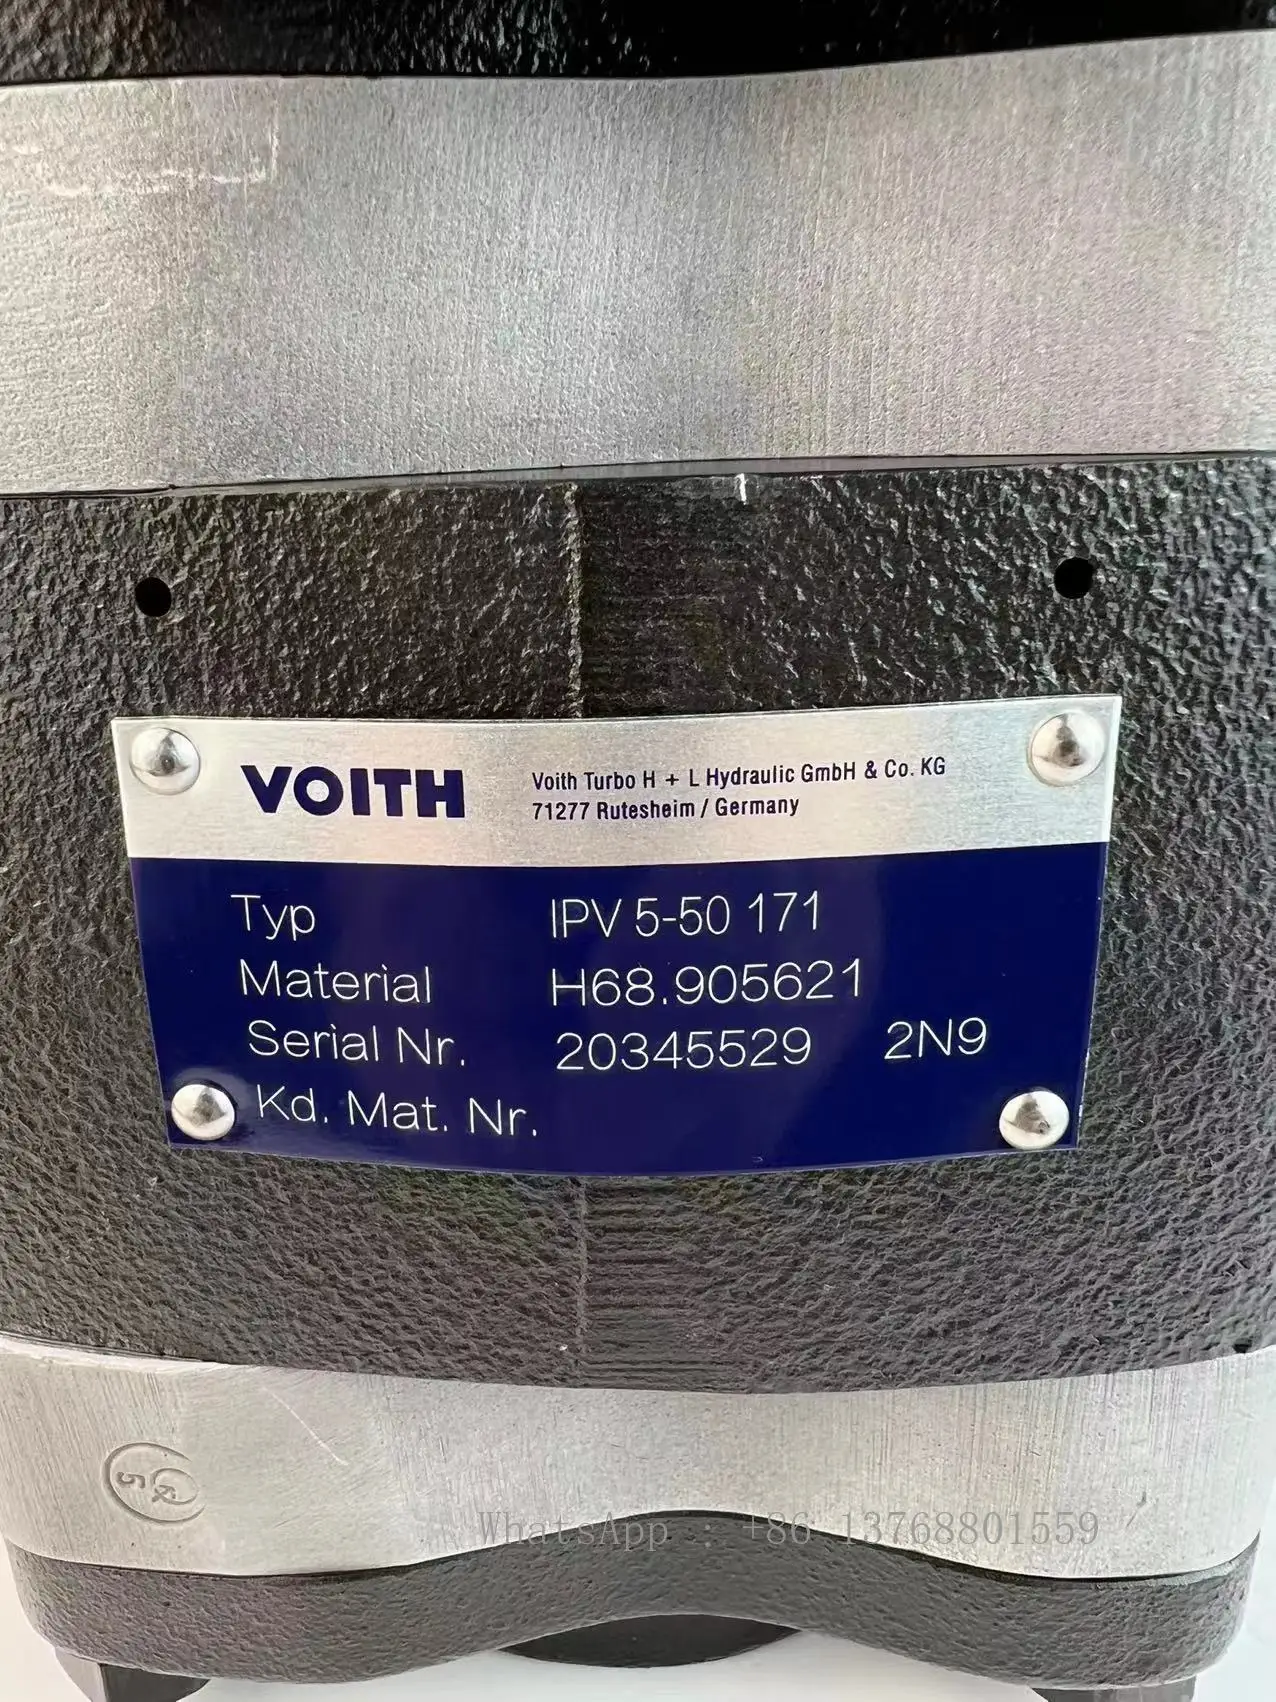 VOITH
Voith Turbo H + L Hydraulic GmbH & Co. KG
71277 Rutesheim / Germany
Typ IPV 5-50 171
Material H68.905621
Serial Nr. 20345529 2N9
Kd. Mat. Nr.
WhatsApp : +86 13768801559